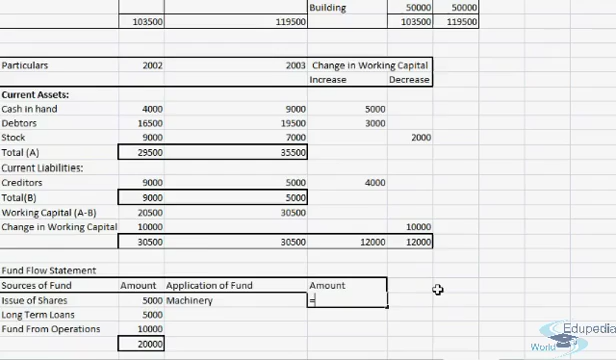 Building 50000 50000
103500 119500 103500 119500
Particulars 2002 2003 Change in Working Capital
Increase Decrease
Current Assets:
Cash in hand 4000 9000 5000
Debtors 16500 19500 3000
Stock 9000 7000 2000
Total (A) 29500 35500
Current Liabilities:
Creditors 9000 5000 4000
Total(B) 9000 5000
Working Capital (A-B) 20500 30500
Change in Working Capital 10000 10000
30500 30500 12000 12000
Fund Flow Statement
Sources of Fund Amount Application of Fund Amount
Issue of Shares 5000 Machinery =
Long Term Loans 5000
Fund From Operations 10000
20000
Edupedia
World